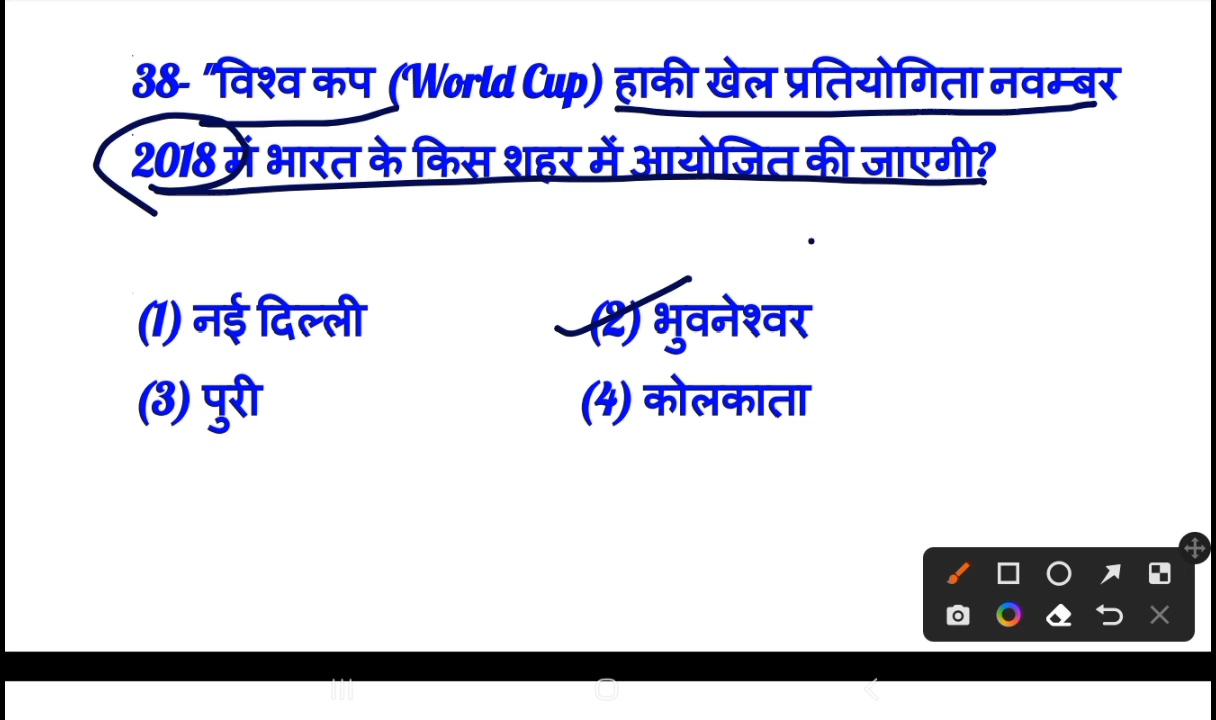 38- "विश्व कप (World Cup) हाकी खेल प्रतियोगिता नवम्बर
2018 में भारत के किस शहर में आयोजित की जाएगी?
(1) नई दिल्ली (2) भुवनेश्वर
(3) पुरी (4) कोलकाता